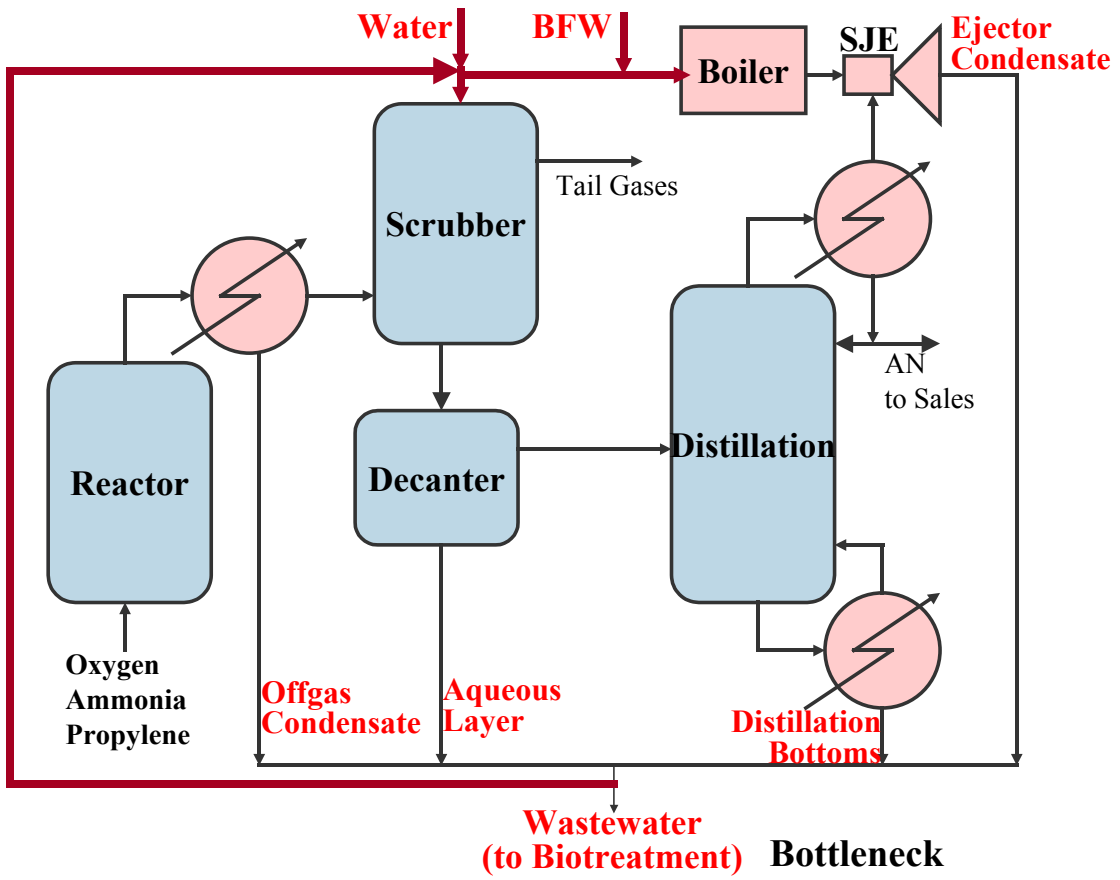 Water
BFW
SJE
Ejector
Condensate
Boiler
Tail Gases
Scrubber
AN
to Sales
Reactor
Decanter
Distillation
Oxygen
Ammonia
Propylene
Offgas
Condensate
Aqueous
Layer
Distillation
Bottoms
Wastewater
(to Biotreatment)
Bottleneck